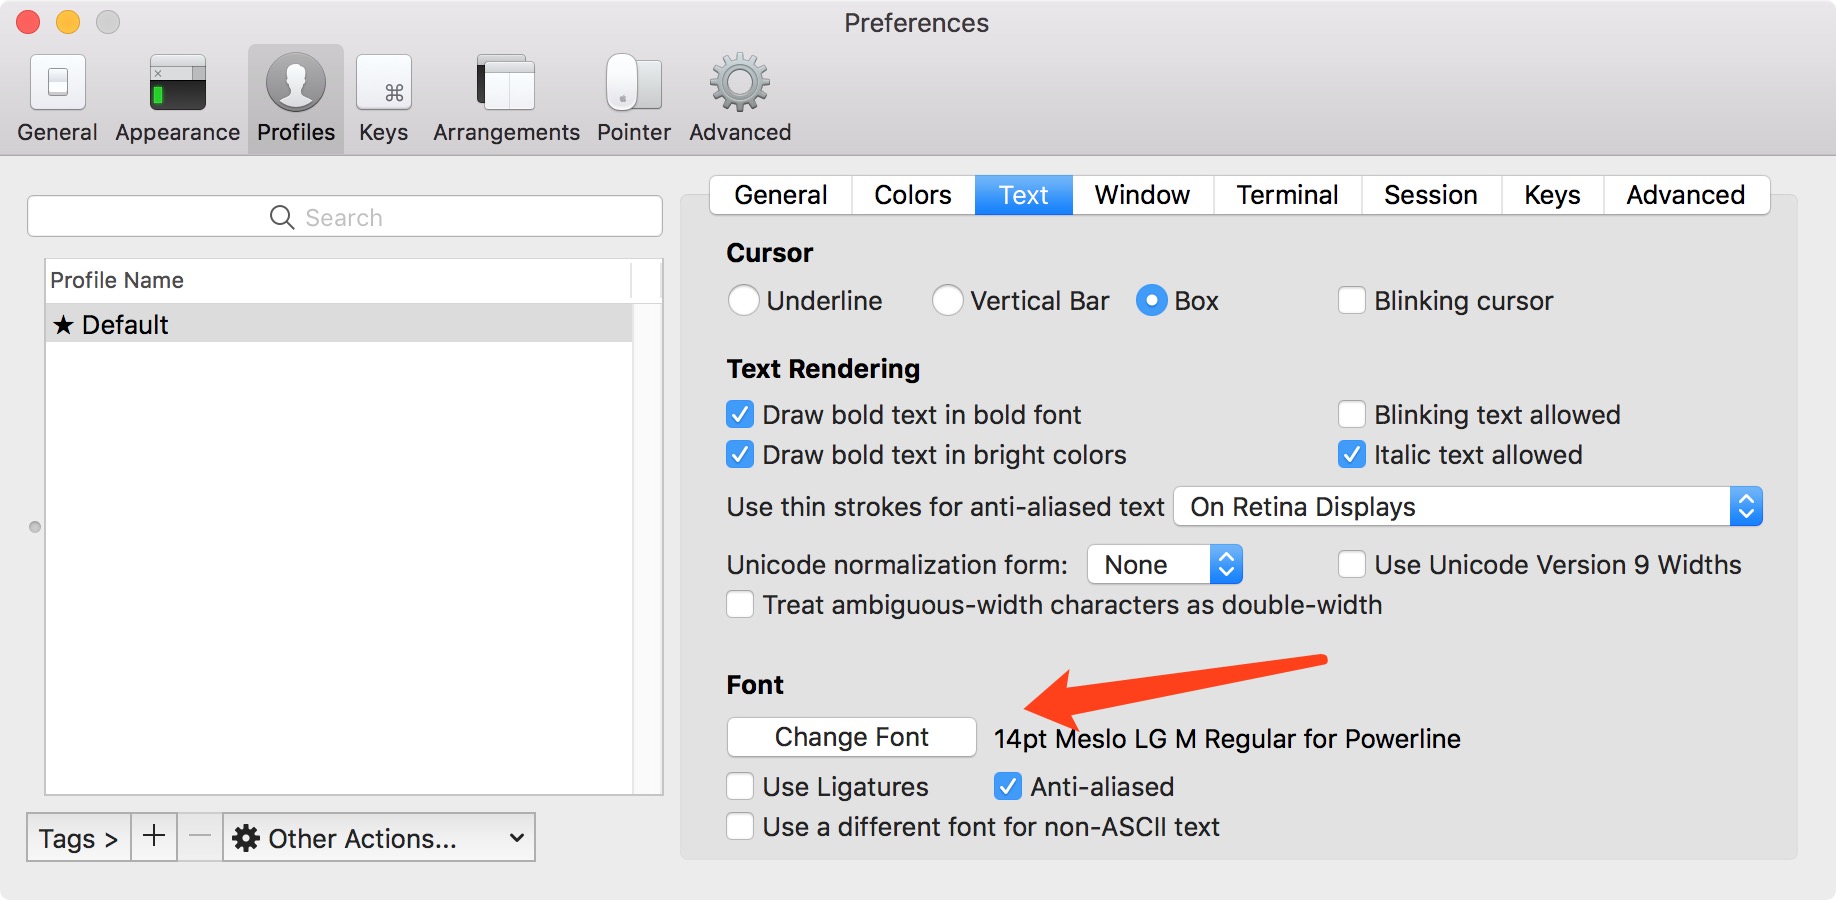 Preferences
General Appearance Profiles Keys Arrangements Pointer Advanced
Search
Profile Name
★ Default
Tags > + − Other Actions...
General Colors Text Window Terminal Session Keys Advanced
Cursor
Underline Vertical Bar Box Blinking cursor
Text Rendering
Draw bold text in bold font Blinking text allowed
Draw bold text in bright colors Italic text allowed
Use thin strokes for anti-aliased text On Retina Displays
Unicode normalization form: None Use Unicode Version 9 Widths
Treat ambiguous-width characters as double-width
Font
Change Font 14pt Meslo LG M Regular for Powerline
Use Ligatures Anti-aliased
Use a different font for non-ASCII text